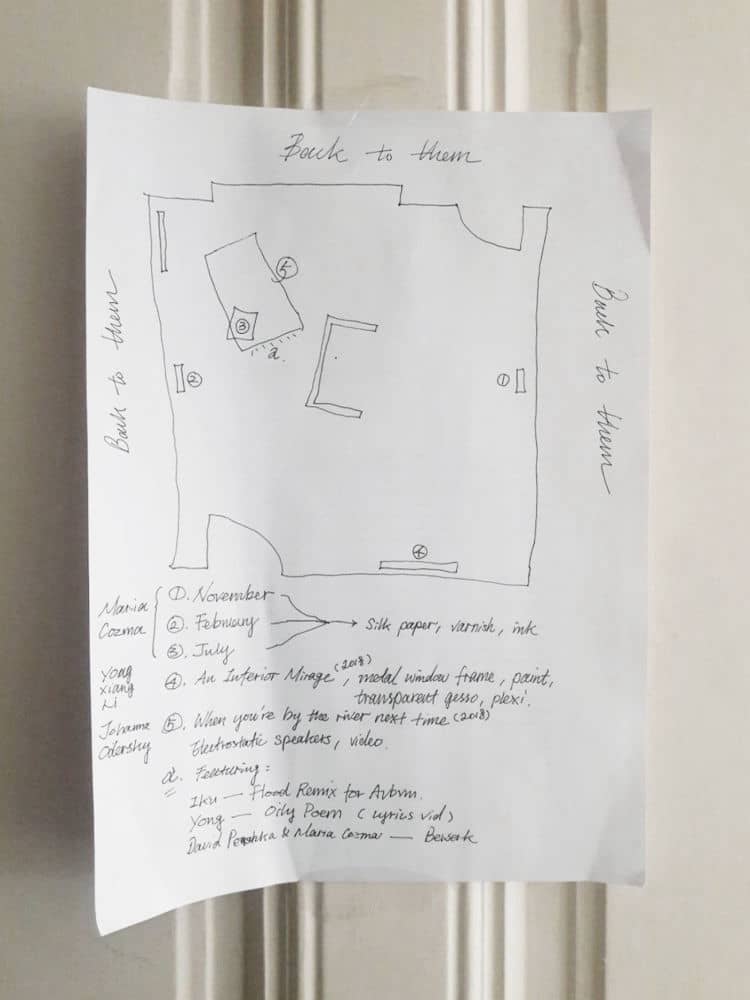 Back to them
Back to them
Back to them
⑤
③
a.
②
①
④
Maria Cozma
①. November
②. February
③. July
→ Silk paper, varnish, ink
Yong Xiang Li
④. An Interior Mirage (2018), metal window frame, paint,
transparent gesso, plexi.
Johanna Odersky
⑤. When you're by the river next time (2018)
Electrostatic speakers, video.
a. Featuring:
Iku — Flood Remix for
Yong — Oily Poem (Lyrics vid)
David & Maria Cozma — Berserk